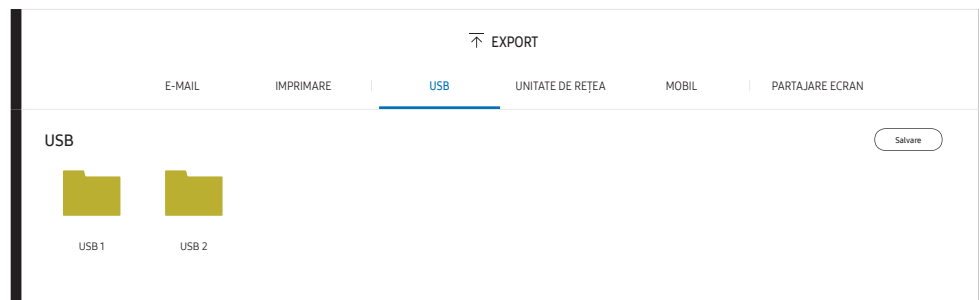 EXPORT
E-MAIL IMPRIMARE USB UNITATE DE REȚEA MOBIL PARTAJARE ECRAN
USB Salvare
USB 1 USB 2